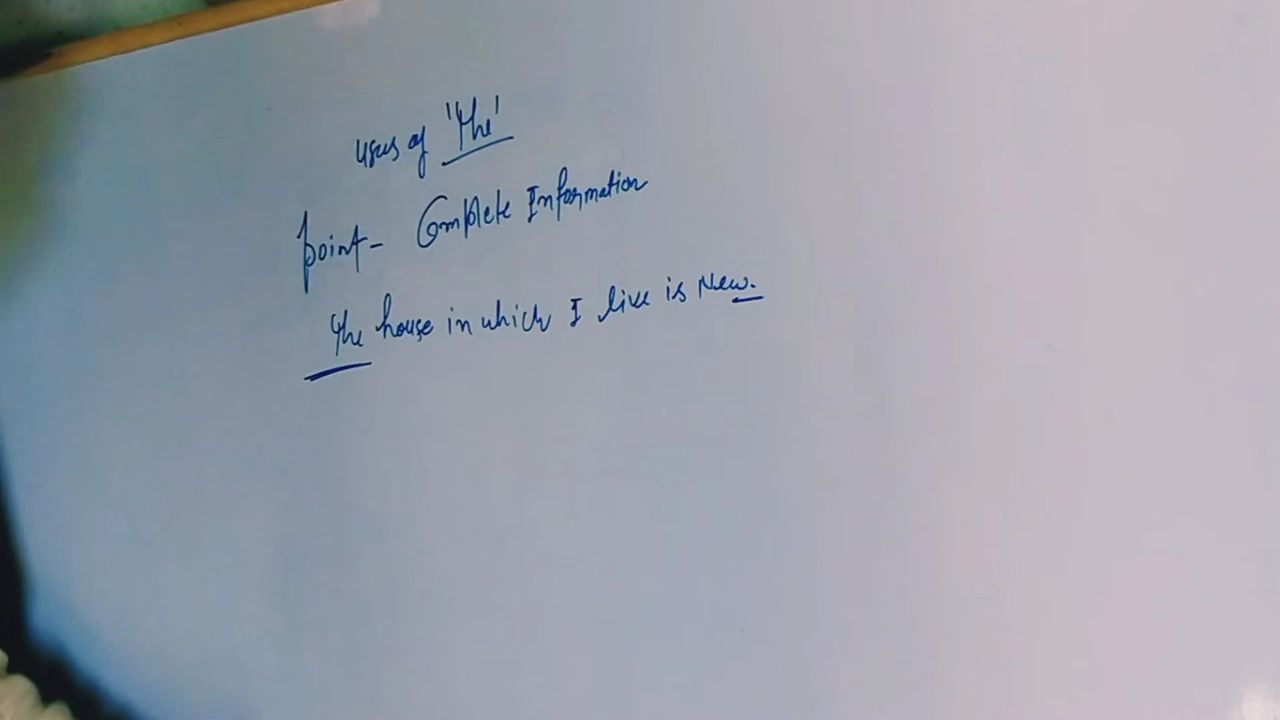 uses of 'the'
Point- Complete Information
The house in which I live is New.